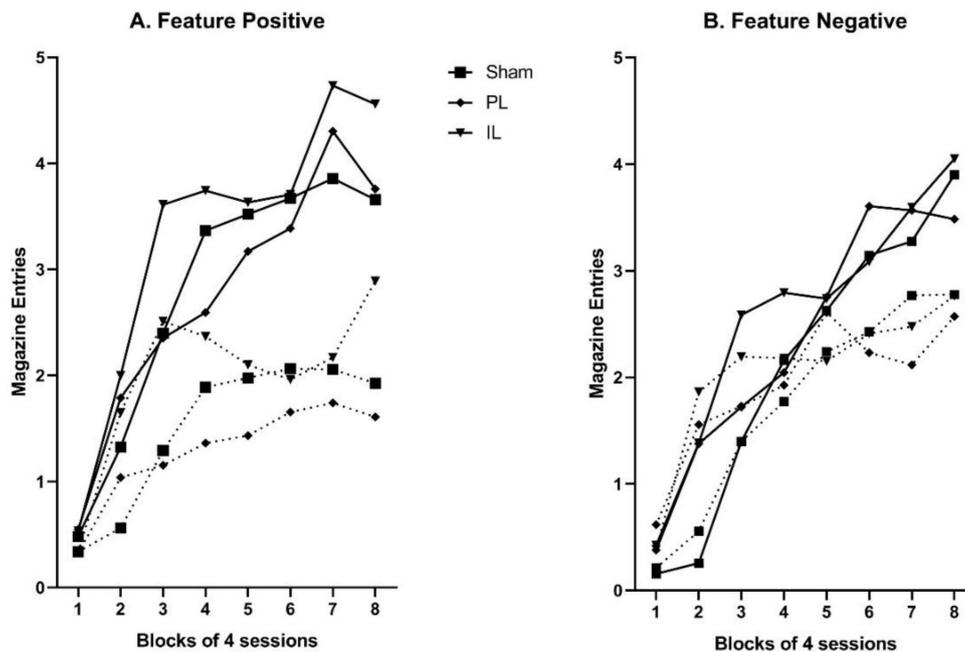 A. Feature Positive
Magazine Entries
5
4
3
2
1
0
1 2 3 4 5 6 7 8
Blocks of 4 sessions
Sham
PL
IL
B. Feature Negative
Magazine Entries
5
4
3
2
1
0
1 2 3 4 5 6 7 8
Blocks of 4 sessions